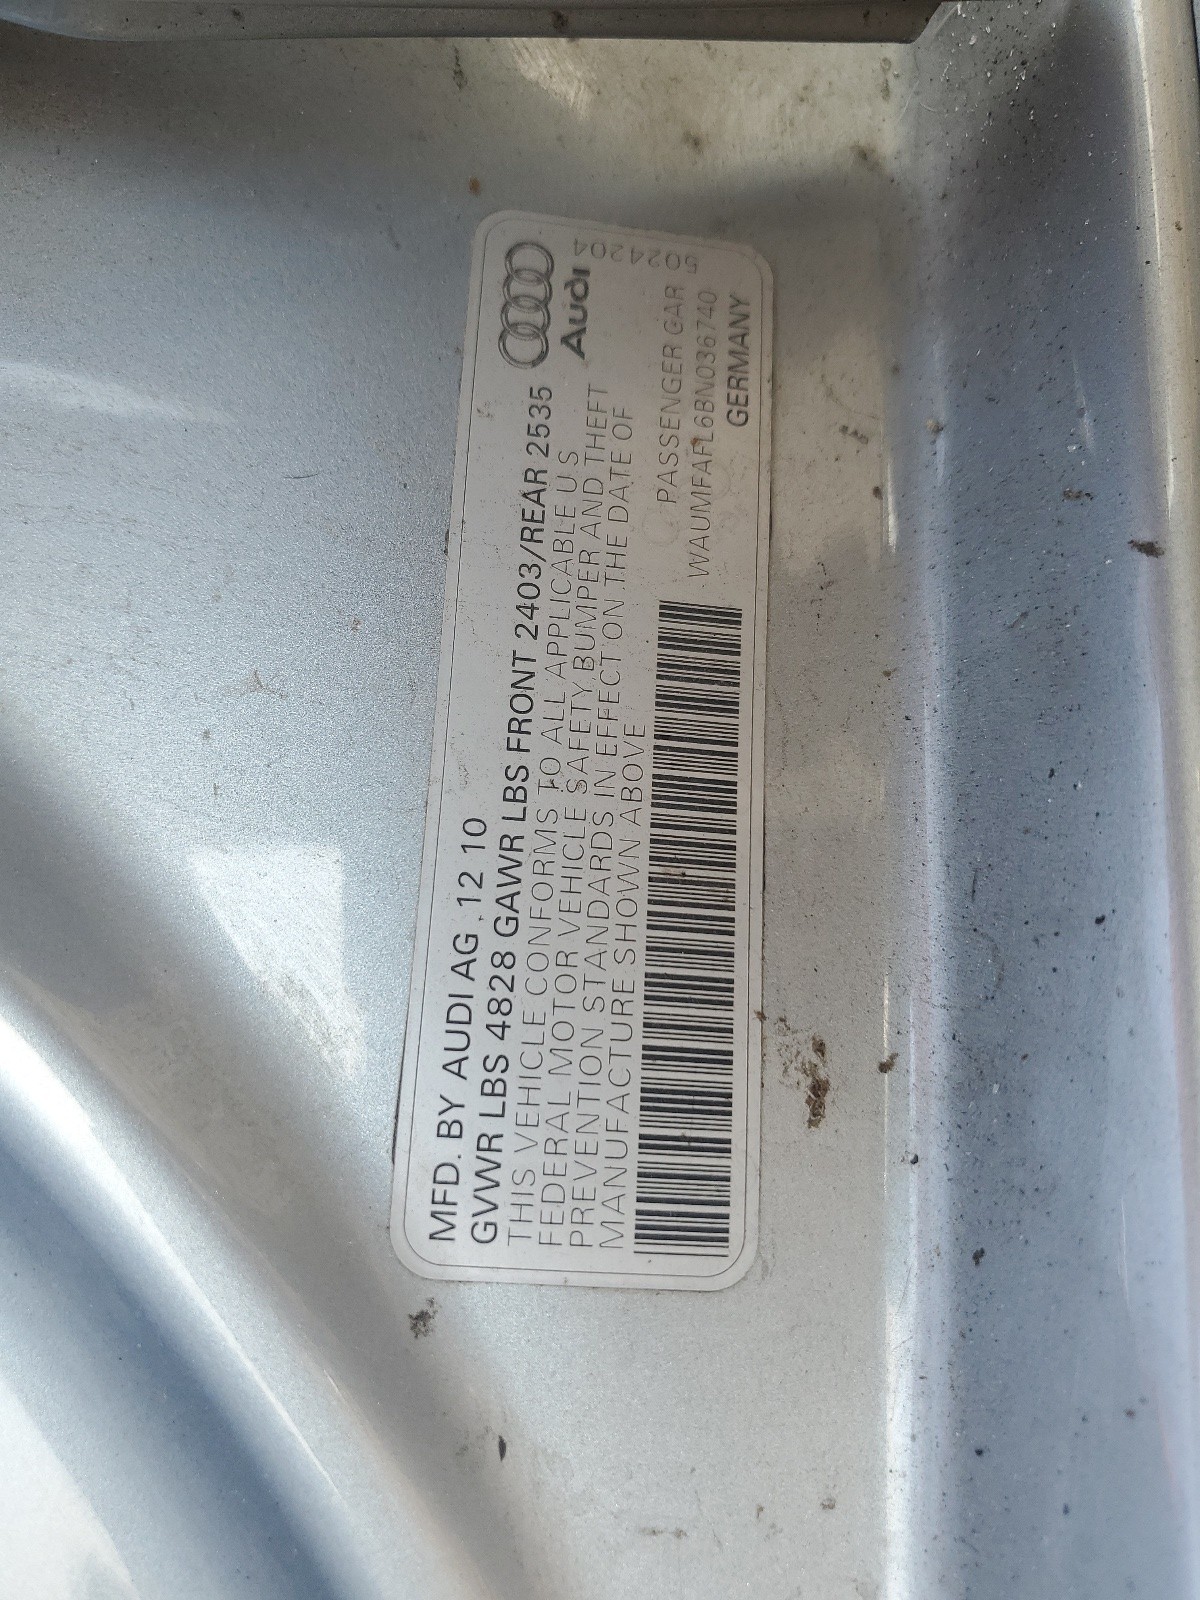 MFD. BY AUDI AG 12 10
GVWR LBS 4828 GAWR LBS FRONT 2403/REAR 2535
THIS VEHICLE CONFORMS TO ALL APPLICABLE U S
FEDERAL MOTOR VEHICLE SAFETY, BUMPER AND THEFT
PREVENTION STANDARDS IN EFFECT ON THE DATE OF
MANUFACTURE SHOWN ABOVE
Audi
5024204
PASSENGER CAR
WAUMFAFL6BN036740
GERMANY